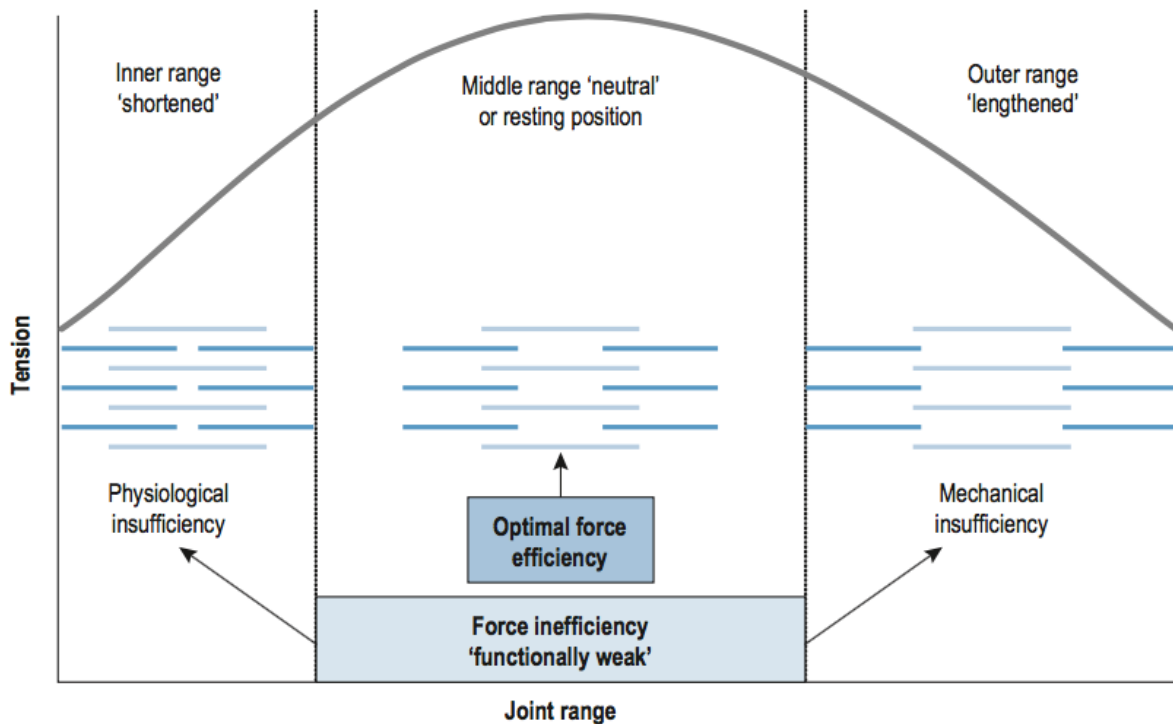 Inner range
‘shortened’
Middle range ‘neutral’
or resting position
Outer range
‘lengthened’
Tension
Physiological
insufficiency
Optimal force
efficiency
Mechanical
insufficiency
Force inefficiency
‘functionally weak’
Joint range